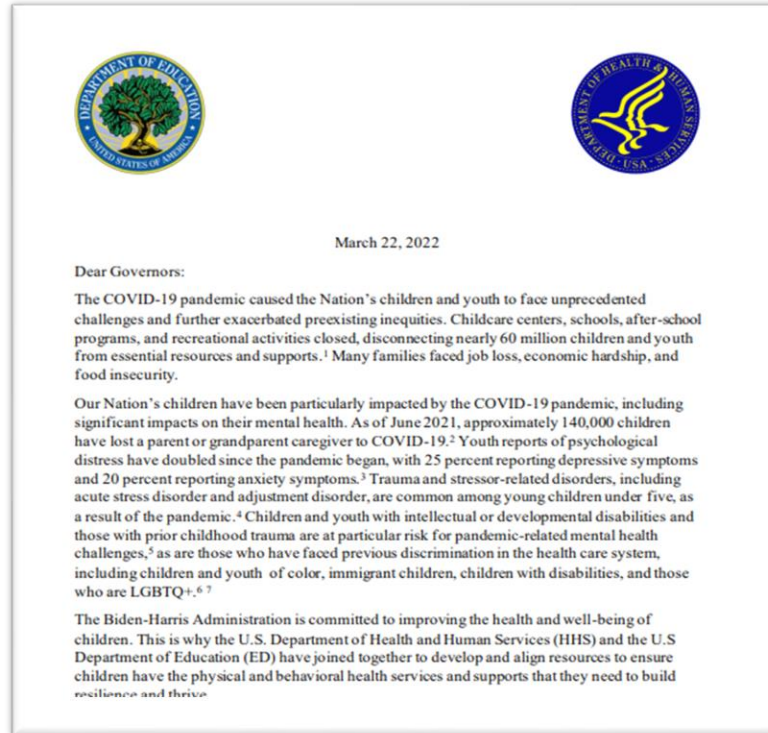 DEPARTMENT OF EDUCATION
UNITED STATES OF AMERICA
DEPARTMENT OF HEALTH & HUMAN SERVICES · USA
March 22, 2022
Dear Governors:
The COVID-19 pandemic caused the Nation's children and youth to face unprecedented
challenges and further exacerbated preexisting inequities. Childcare centers, schools, after-school
programs, and recreational activities closed, disconnecting nearly 60 million children and youth
from essential resources and supports.¹ Many families faced job loss, economic hardship, and
food insecurity.
Our Nation's children have been particularly impacted by the COVID-19 pandemic, including
significant impacts on their mental health. As of June 2021, approximately 140,000 children
have lost a parent or grandparent caregiver to COVID-19.² Youth reports of psychological
distress have doubled since the pandemic began, with 25 percent reporting depressive symptoms
and 20 percent reporting anxiety symptoms.³ Trauma and stressor-related disorders, including
acute stress disorder and adjustment disorder, are common among young children under five, as
a result of the pandemic.⁴ Children and youth with intellectual or developmental disabilities and
those with prior childhood trauma are at particular risk for pandemic-related mental health
challenges,⁵ as are those who have faced previous discrimination in the health care system,
including children and youth of color, immigrant children, children with disabilities, and those
who are LGBTQ+.⁶ ⁷
The Biden-Harris Administration is committed to improving the health and well-being of
children. This is why the U.S. Department of Health and Human Services (HHS) and the U.S
Department of Education (ED) have joined together to develop and align resources to ensure
children have the physical and behavioral health services and supports that they need to build
resilience and thrive